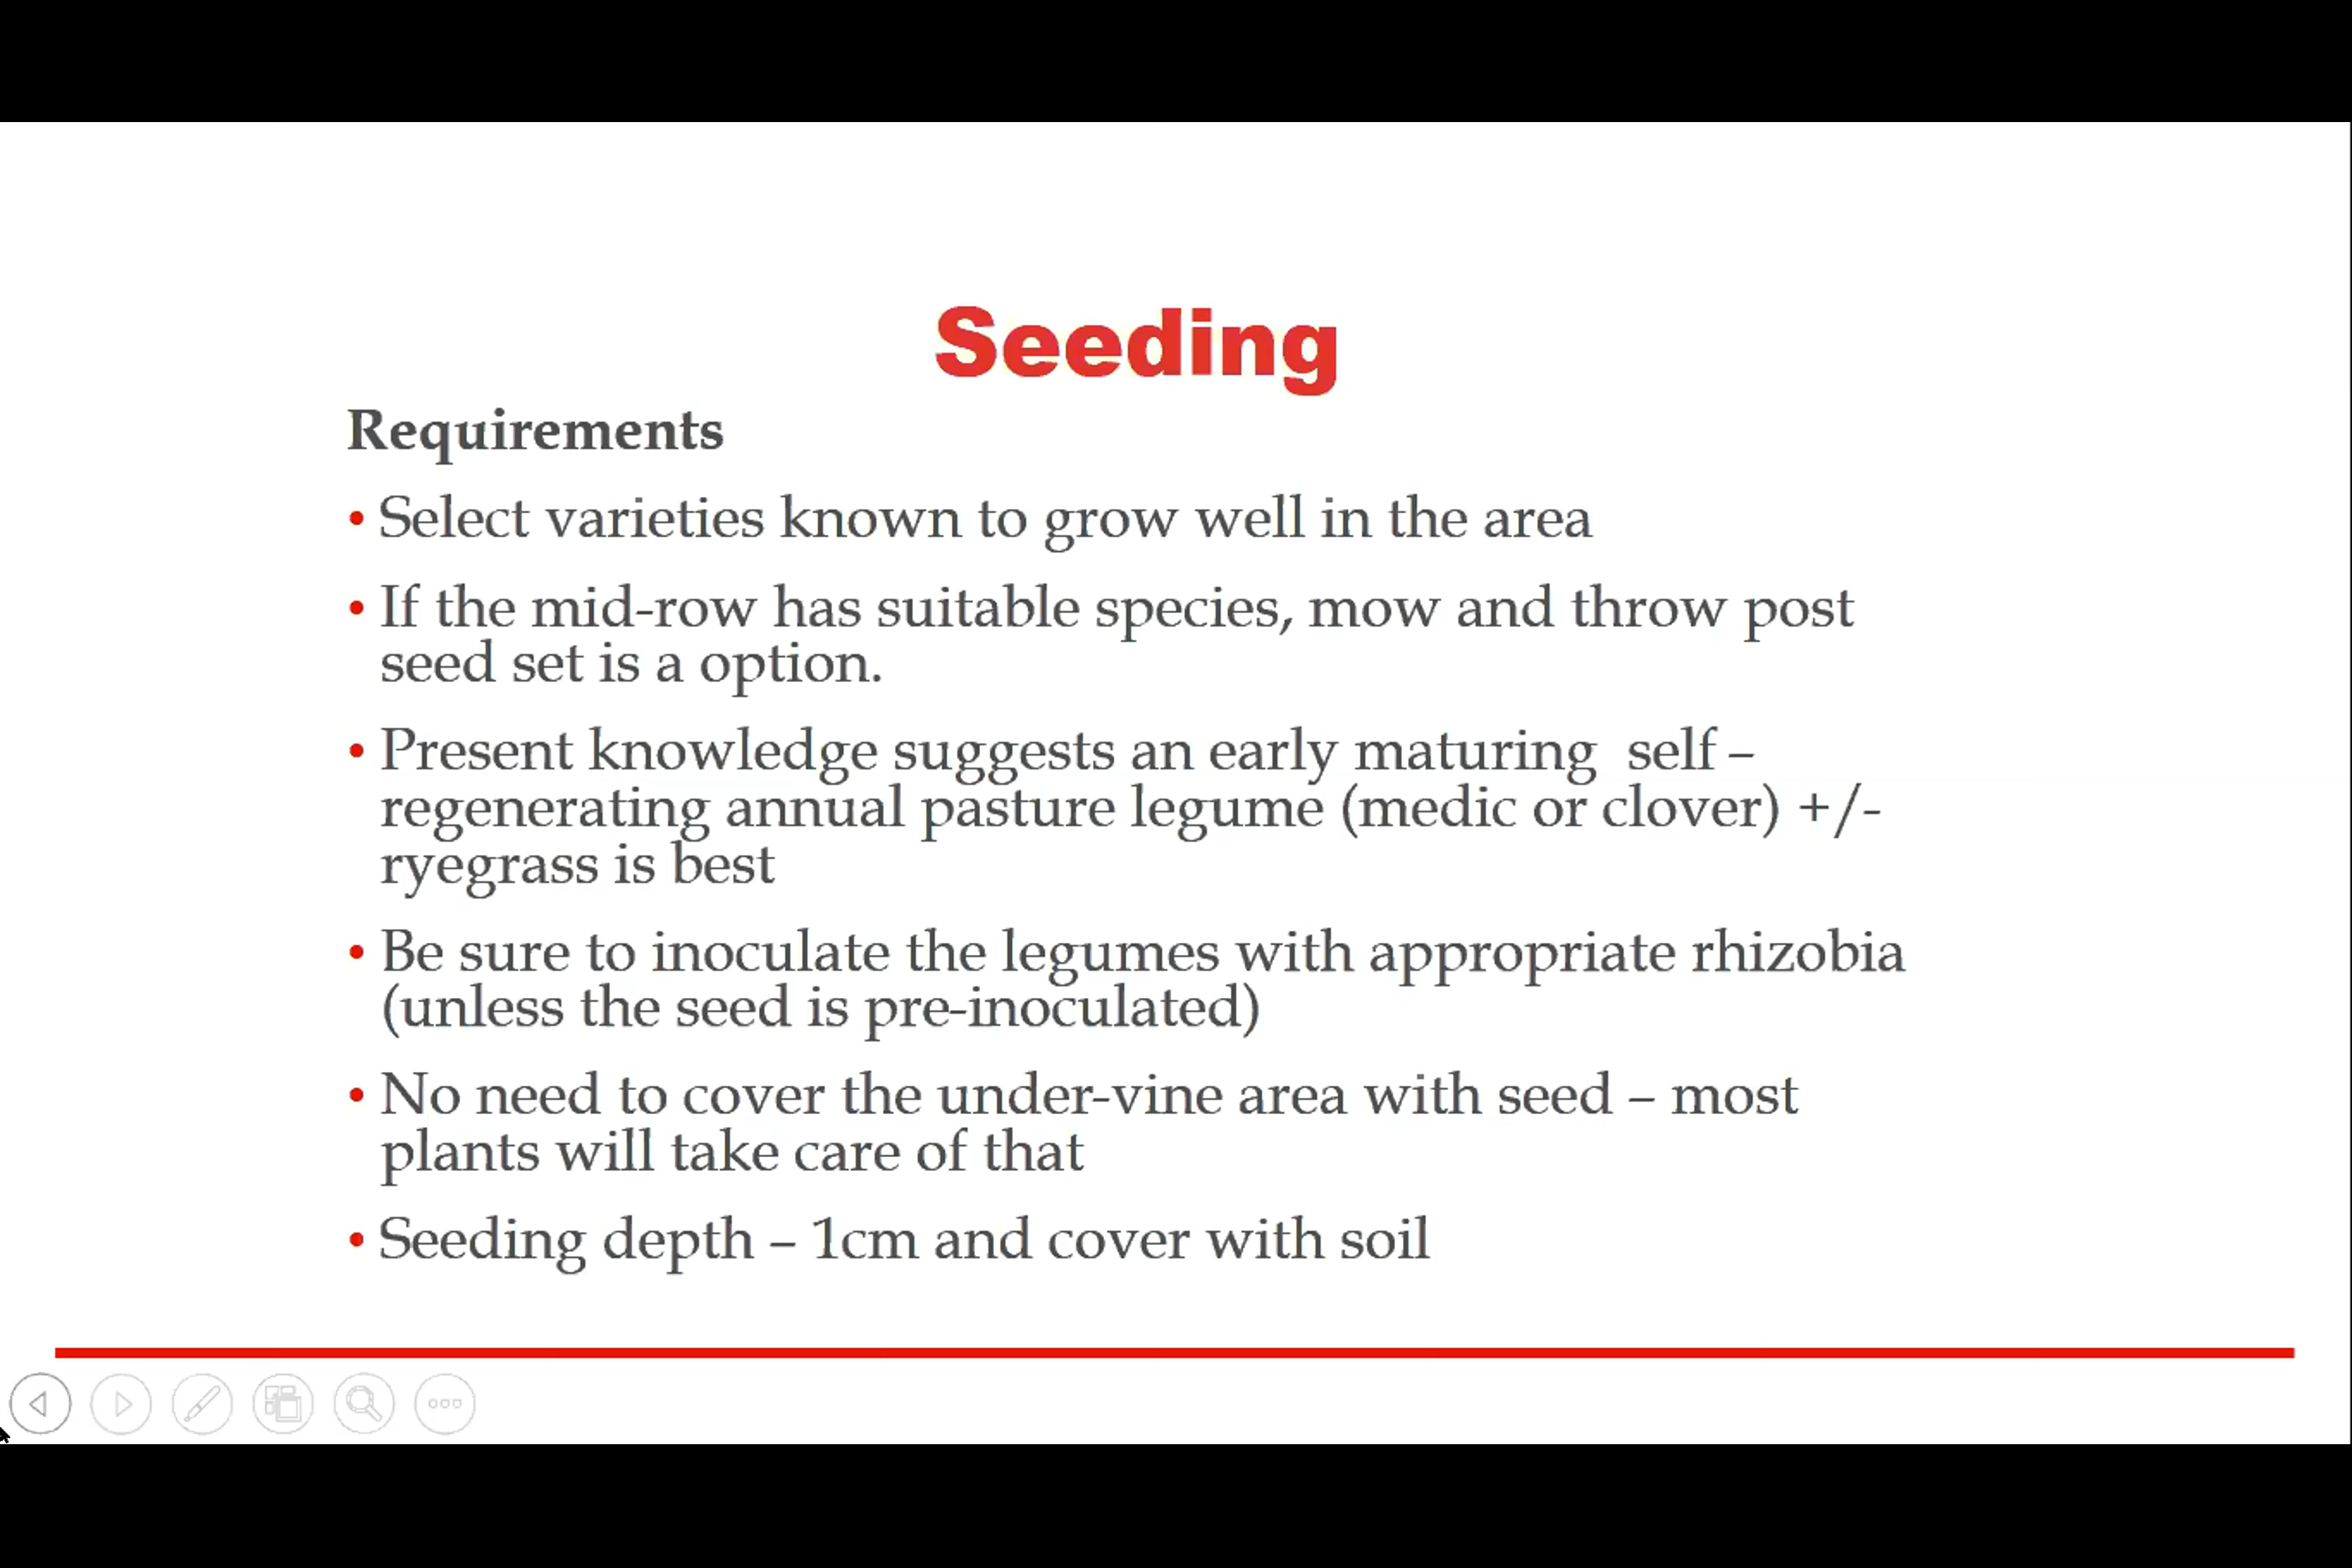 Seeding
Requirements
• Select varieties known to grow well in the area
• If the mid-row has suitable species, mow and throw post
seed set is a option.
• Present knowledge suggests an early maturing  self –
regenerating annual pasture legume (medic or clover) +/-
ryegrass is best
• Be sure to inoculate the legumes with appropriate rhizobia
(unless the seed is pre-inoculated)
• No need to cover the under-vine area with seed – most
plants will take care of that
• Seeding depth – 1cm and cover with soil